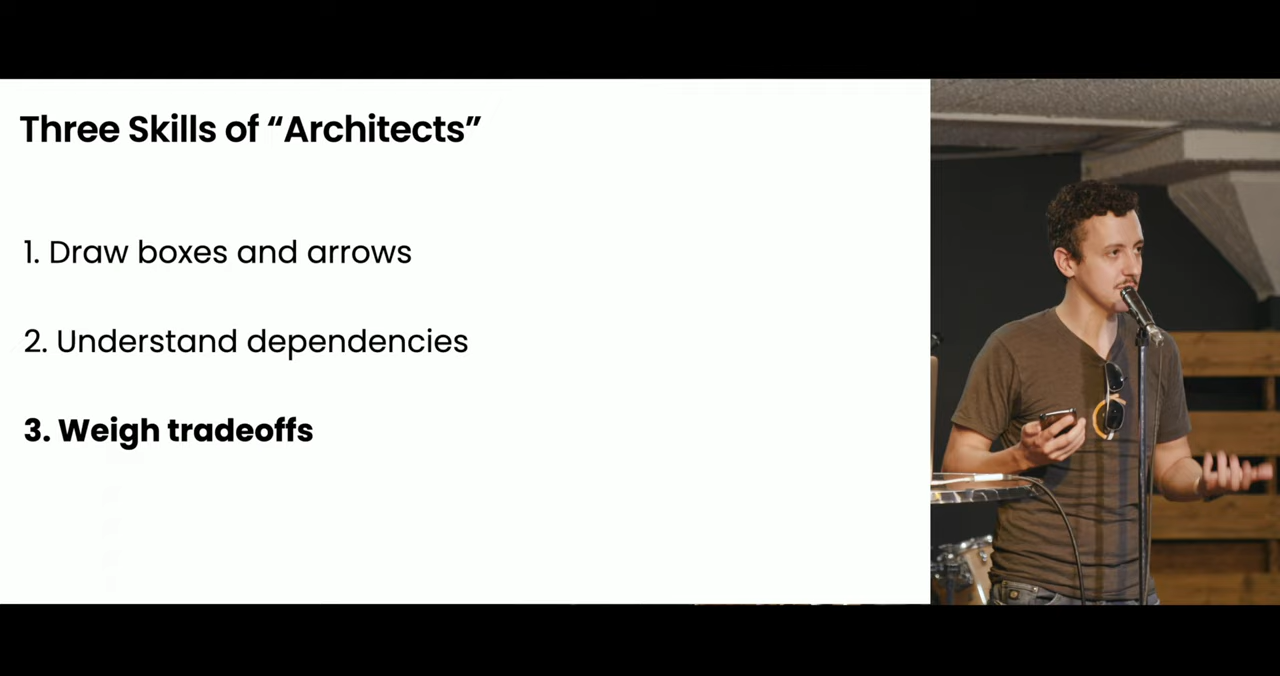 Three Skills of “Architects”
1. Draw boxes and arrows
2. Understand dependencies
3. Weigh tradeoffs